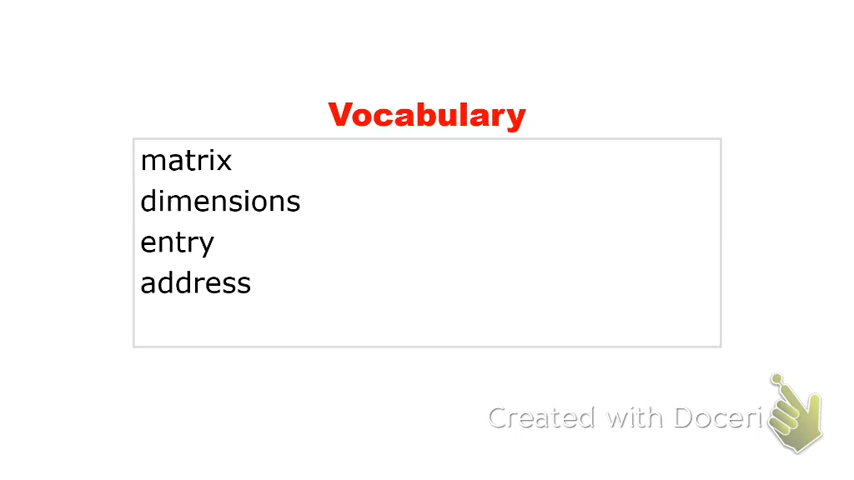 Vocabulary
matrix
dimensions
entry
address
Created with Doceri